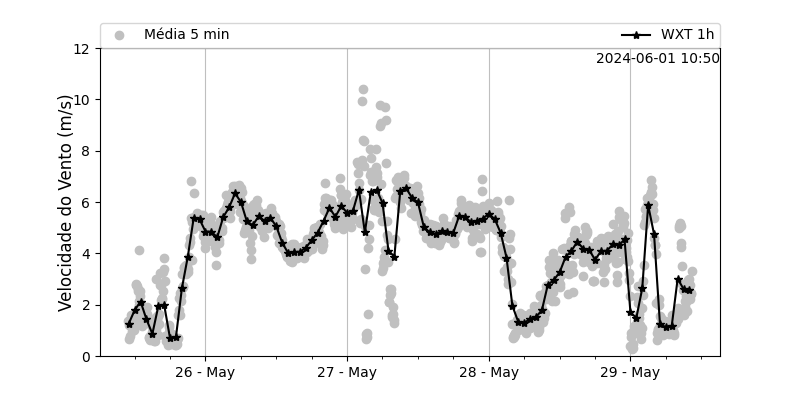 Média 5 min
WXT 1h
2024-06-01 10:50
Velocidade do Vento (m/s)
12
10
8
6
4
2
0
26 - May
27 - May
28 - May
29 - May